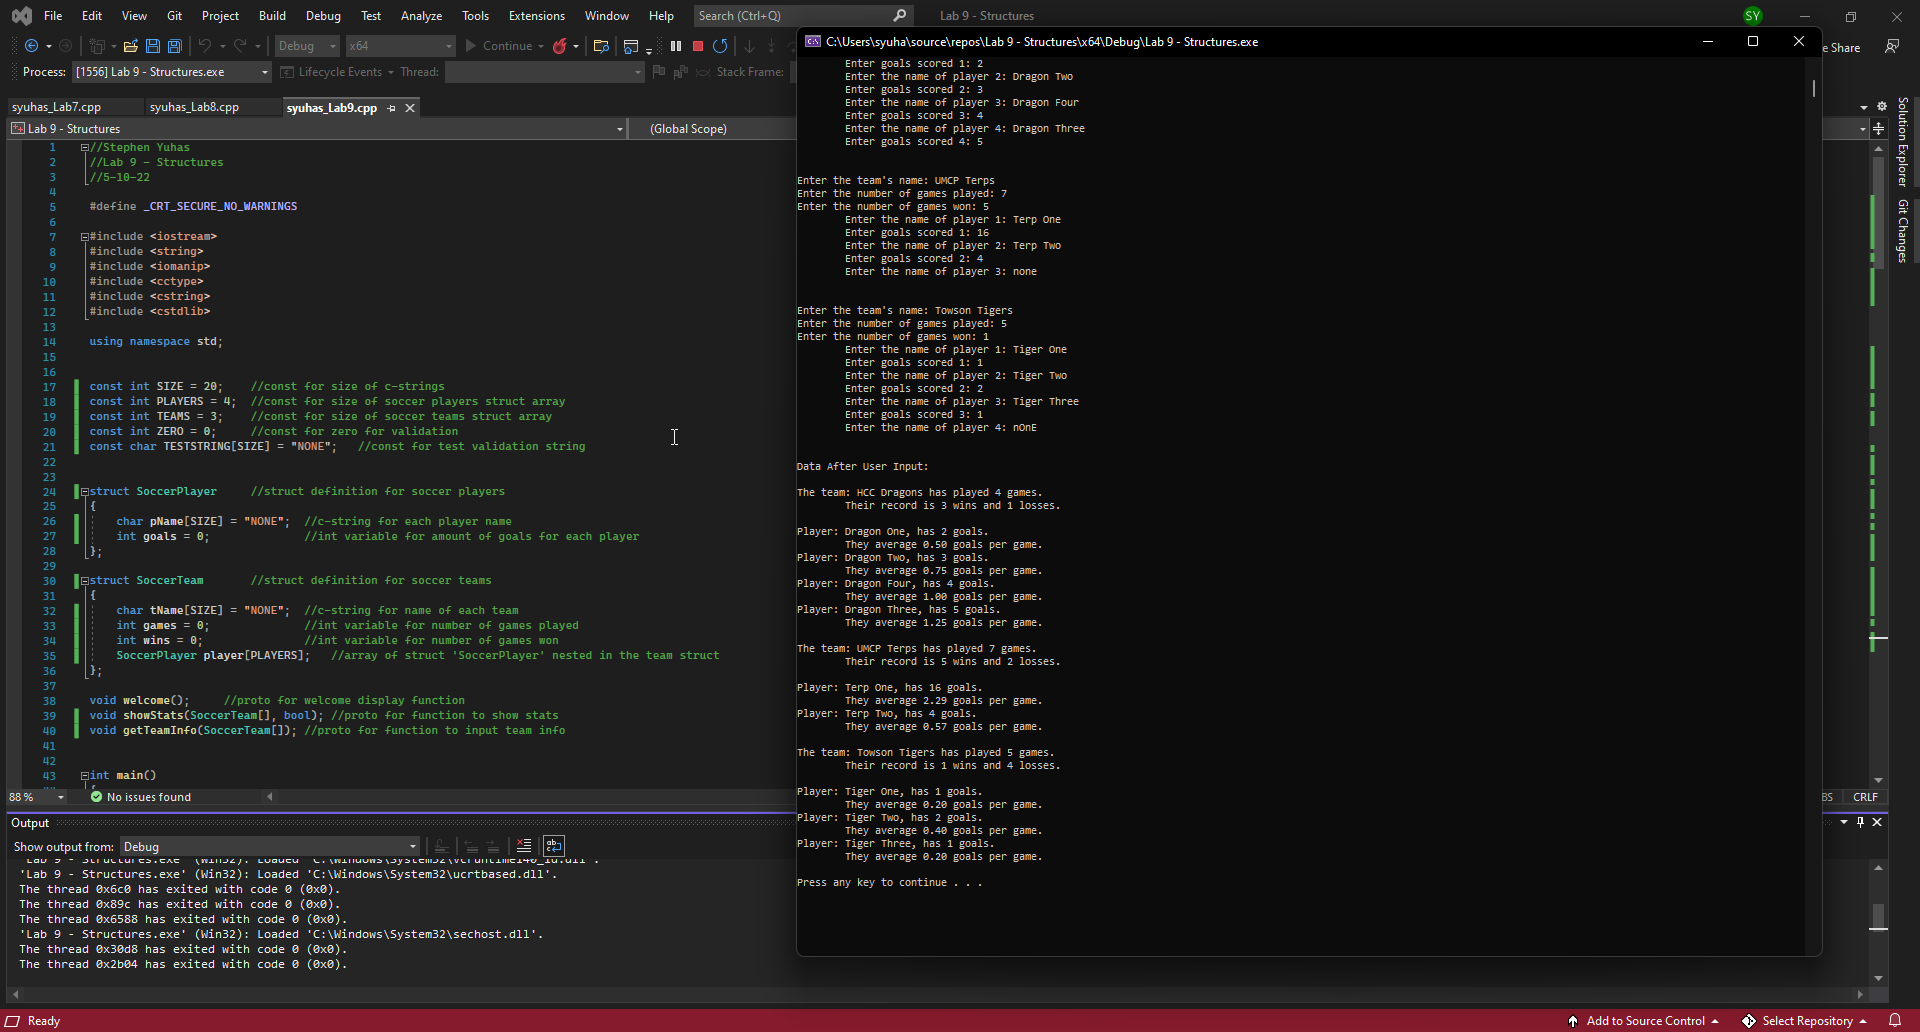 File Edit View Git Project Build Debug Test Analyze Tools Extensions Window Help Search (Ctrl+Q) Lab 9 - Structures SY
Debug x64 Continue
e Share
Process: [1556] Lab 9 - Structures.exe Lifecycle Events Thread: Stack Frame:
syuhas_Lab7.cpp syuhas_Lab8.cpp syuhas_Lab9.cpp
Lab 9 - Structures (Global Scope)
1 //Stephen Yuhas
2 //Lab 9 - Structures
3 //5-10-22
4
5 #define _CRT_SECURE_NO_WARNINGS
6
7 #include <iostream>
8 #include <string>
9 #include <iomanip>
10 #include <cctype>
11 #include <cstring>
12 #include <cstdlib>
13
14 using namespace std;
15
16
17 const int SIZE = 20; //const for size of c-strings
18 const int PLAYERS = 4; //const for size of soccer players struct array
19 const int TEAMS = 3; //const for size of soccer teams struct array
20 const int ZERO = 0; //const for zero for validation
21 const char TESTSTRING[SIZE] = "NONE"; //const for test validation string
22
23
24 struct SoccerPlayer //struct definition for soccer players
25 {
26 char pName[SIZE] = "NONE"; //c-string for each player name
27 int goals = 0; //int variable for amount of goals for each player
28 };
29
30 struct SoccerTeam //struct definition for soccer teams
31 {
32 char tName[SIZE] = "NONE"; //c-string for name of each team
33 int games = 0; //int variable for number of games played
34 int wins = 0; //int variable for number of games won
35 SoccerPlayer player[PLAYERS]; //array of struct 'SoccerPlayer' nested in the team struct
36 };
37
38 void welcome(); //proto for welcome display function
39 void showStats(SoccerTeam[], bool); //proto for function to show stats
40 void getTeamInfo(SoccerTeam[]); //proto for function to input team info
41
42
43 int main()
88 % No issues found
Output
Show output from: Debug
'Lab 9 - Structures.exe' (Win32): Loaded 'C:\Windows\System32\vcruntime140_1d.dll'.
'Lab 9 - Structures.exe' (Win32): Loaded 'C:\Windows\System32\ucrtbased.dll'.
The thread 0x6c0 has exited with code 0 (0x0).
The thread 0x89c has exited with code 0 (0x0).
The thread 0x6588 has exited with code 0 (0x0).
'Lab 9 - Structures.exe' (Win32): Loaded 'C:\Windows\System32\sechost.dll'.
The thread 0x30d8 has exited with code 0 (0x0).
The thread 0x2b04 has exited with code 0 (0x0).
C:\Users\syuha\source\repos\Lab 9 - Structures\x64\Debug\Lab 9 - Structures.exe
Enter goals scored 1: 2
Enter the name of player 2: Dragon Two
Enter goals scored 2: 3
Enter the name of player 3: Dragon Four
Enter goals scored 3: 4
Enter the name of player 4: Dragon Three
Enter goals scored 4: 5
Enter the team's name: UMCP Terps
Enter the number of games played: 7
Enter the number of games won: 5
Enter the name of player 1: Terp One
Enter goals scored 1: 16
Enter the name of player 2: Terp Two
Enter goals scored 2: 4
Enter the name of player 3: none
Enter the team's name: Towson Tigers
Enter the number of games played: 5
Enter the number of games won: 1
Enter the name of player 1: Tiger One
Enter goals scored 1: 1
Enter the name of player 2: Tiger Two
Enter goals scored 2: 2
Enter the name of player 3: Tiger Three
Enter goals scored 3: 1
Enter the name of player 4: nOnE
Data After User Input:
The team: HCC Dragons has played 4 games.
Their record is 3 wins and 1 losses.
Player: Dragon One, has 2 goals.
They average 0.50 goals per game.
Player: Dragon Two, has 3 goals.
They average 0.75 goals per game.
Player: Dragon Four, has 4 goals.
They average 1.00 goals per game.
Player: Dragon Three, has 5 goals.
They average 1.25 goals per game.
The team: UMCP Terps has played 7 games.
Their record is 5 wins and 2 losses.
Player: Terp One, has 16 goals.
They average 2.29 goals per game.
Player: Terp Two, has 4 goals.
They average 0.57 goals per game.
The team: Towson Tigers has played 5 games.
Their record is 1 wins and 4 losses.
Player: Tiger One, has 1 goals.
They average 0.20 goals per game.
Player: Tiger Two, has 2 goals.
They average 0.40 goals per game.
Player: Tiger Three, has 1 goals.
They average 0.20 goals per game.
Press any key to continue . . .
Solution Explorer
Git Changes
BS CRLF
Ready Add to Source Control Select Repository